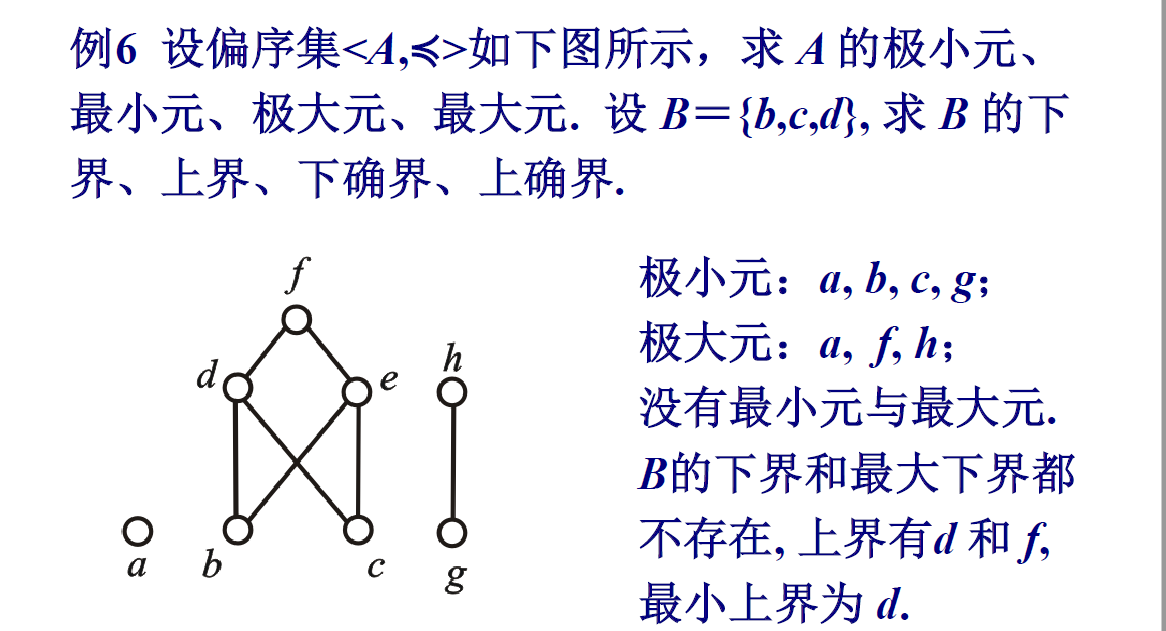 例6 设偏序集<A,≼>如下图所示，求 A 的极小元、
最小元、极大元、最大元. 设 B＝{b,c,d}, 求 B 的下
界、上界、下确界、上确界.
f
d
e
h
a
b
c
g
极小元：a, b, c, g；
极大元：a, f, h；
没有最小元与最大元.
B的下界和最大下界都
不存在, 上界有d 和 f,
最小上界为 d.